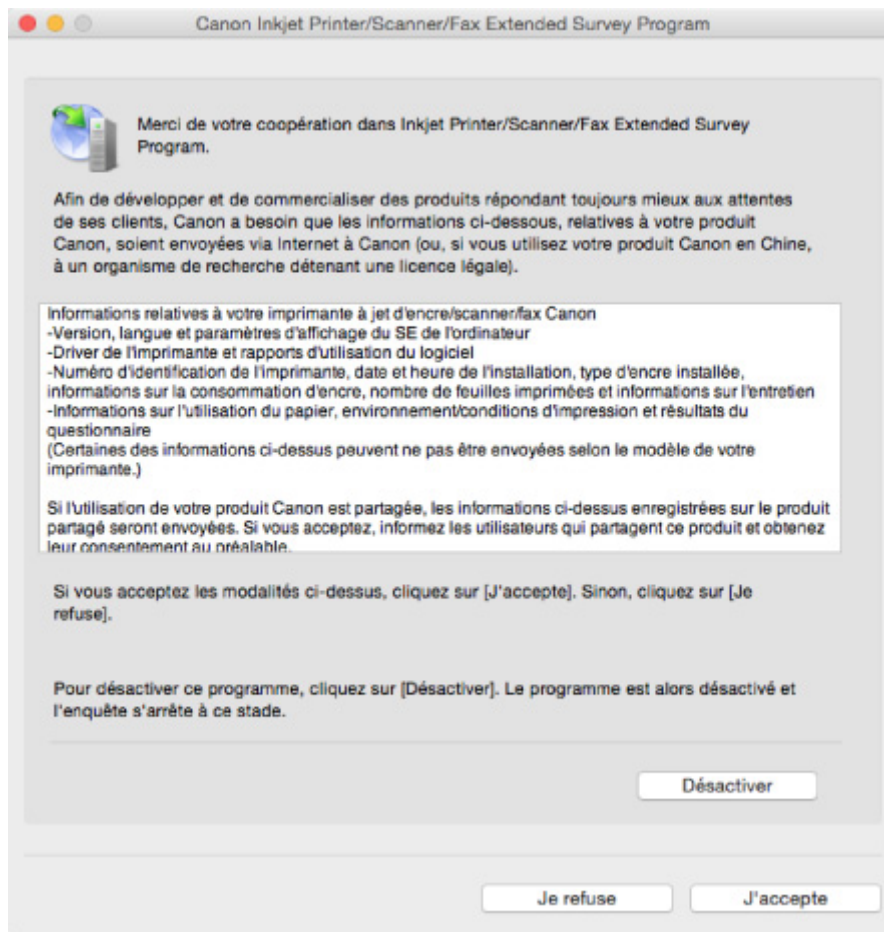 Canon Inkjet Printer/Scanner/Fax Extended Survey Program
Merci de votre coopération dans Inkjet Printer/Scanner/Fax Extended Survey
Program.
Afin de développer et de commercialiser des produits répondant toujours mieux aux attentes
de ses clients, Canon a besoin que les informations ci-dessous, relatives à votre produit
Canon, soient envoyées via Internet à Canon (ou, si vous utilisez votre produit Canon en Chine,
à un organisme de recherche détenant une licence légale).
Informations relatives à votre imprimante à jet d'encre/scanner/fax Canon
-Version, langue et paramètres d'affichage du SE de l'ordinateur
-Driver de l'imprimante et rapports d'utilisation du logiciel
-Numéro d'identification de l'imprimante, date et heure de l'installation, type d'encre installée,
informations sur la consommation d'encre, nombre de feuilles imprimées et informations sur l'entretien
-Informations sur l'utilisation du papier, environnement/conditions d'impression et résultats du
questionnaire
(Certaines des informations ci-dessus peuvent ne pas être envoyées selon le modèle de votre
imprimante.)
Si l'utilisation de votre produit Canon est partagée, les informations ci-dessus enregistrées sur le produit
partagé seront envoyées. Si vous acceptez, informez les utilisateurs qui partagent ce produit et obtenez
leur consentement au préalable.
Si vous acceptez les modalités ci-dessus, cliquez sur [J'accepte]. Sinon, cliquez sur [Je
refuse].
Pour désactiver ce programme, cliquez sur [Désactiver]. Le programme est alors désactivé et
l'enquête s'arrête à ce stade.
Désactiver
Je refuse
J'accepte